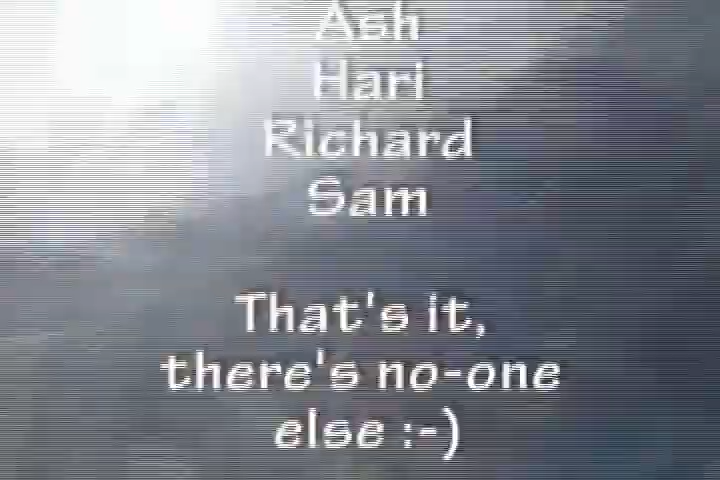 Ash
Hari
Richard
Sam
That's it,
there's no-one
else :-)